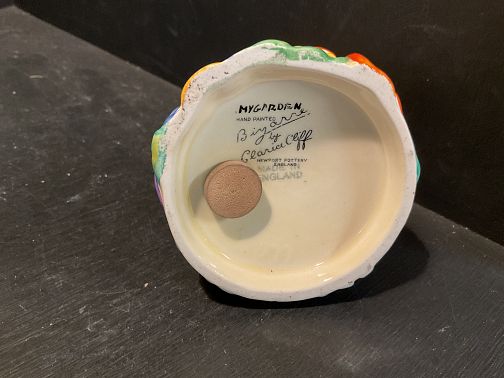 MYGARDEN
HAND PAINTED
Bizarre
by
Clarice Cliff
NEWPORT POTTERY
ENGLAND
MADE IN
ENGLAND